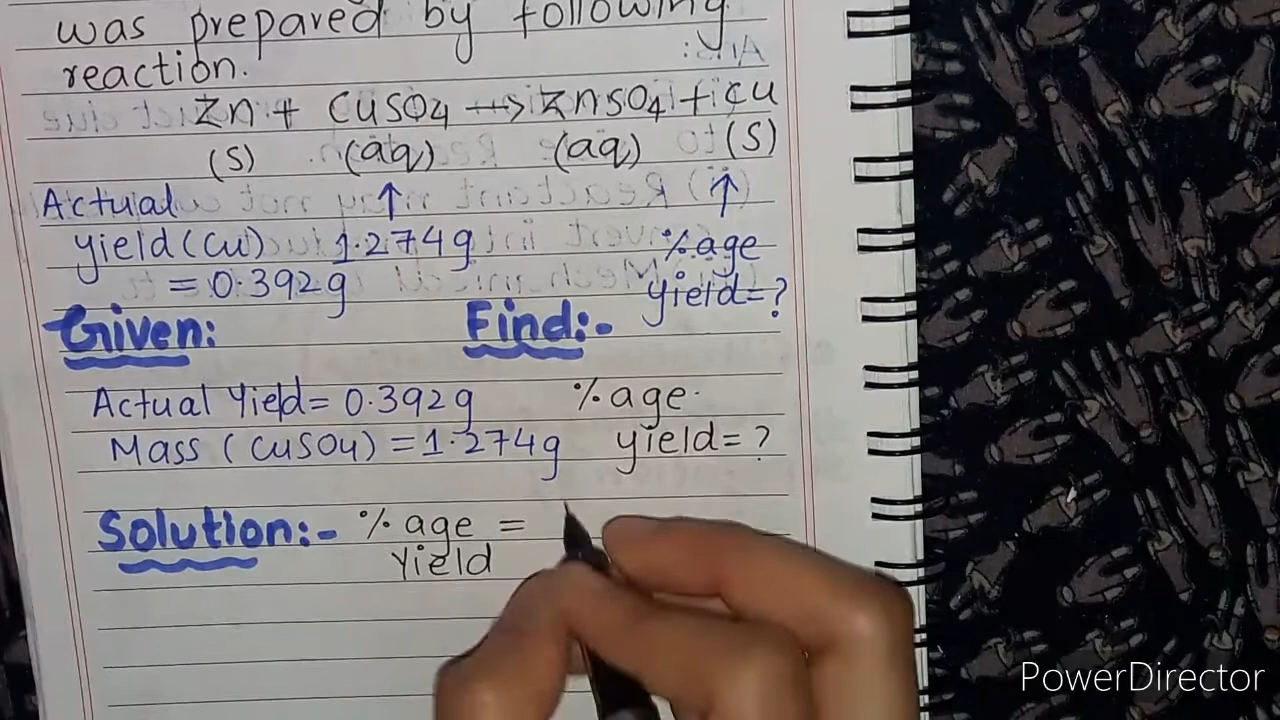 was prepared by following
reaction.
Zn + CuSO4 → ZnSO4 + Cu
(S) (aq) (aq) (S)
Actual ↑ ↑
yield (Cu) 1.274g %age
= 0.392g yield=?
Given: Find:-
Actual Yield= 0.392g %age.
Mass (CuSO4) = 1.274g yield= ?
Solution:- % age =
Yield
PowerDirector